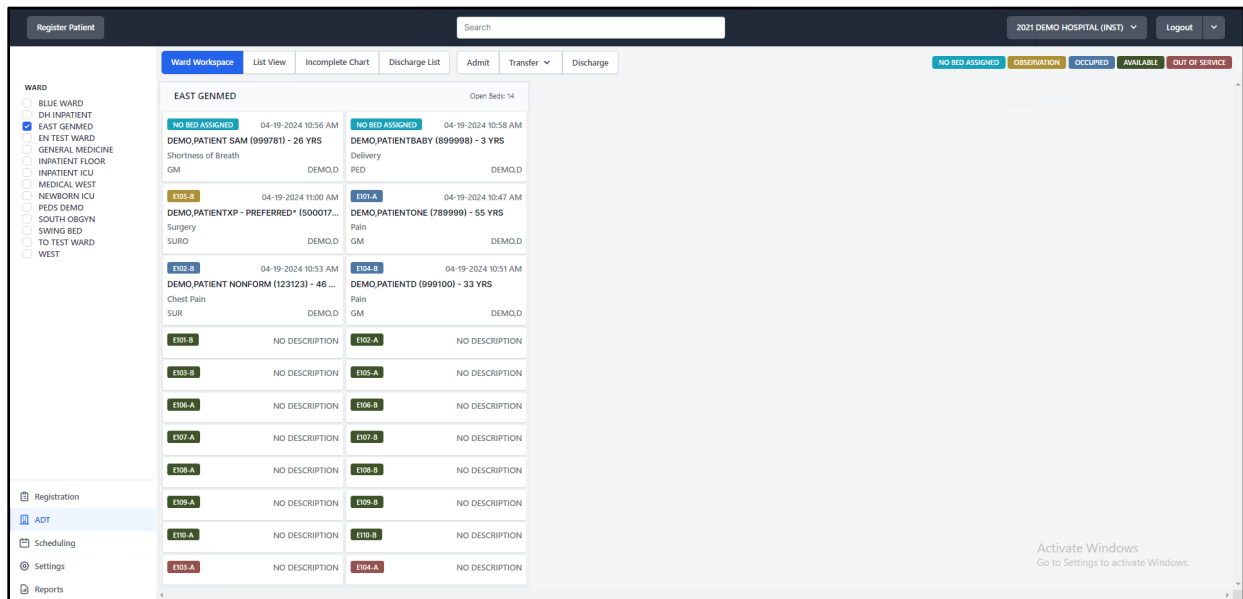 Register Patient
Search
2021 DEMO HOSPITAL (INST)
Logout
Ward Workspace
List View
Incomplete Chart
Discharge List
Admit
Transfer
Discharge
NO BED ASSIGNED
OBSERVATION
OCCUPIED
AVAILABLE
OUT OF SERVICE
WARD
BLUE WARD
DH INPATIENT
EAST GENMED
EN TEST WARD
GENERAL MEDICINE
INPATIENT FLOOR
INPATIENT ICU
MEDICAL WEST
NEWBORN ICU
PEDS DEMO
SOUTH OBGYN
SWING BED
TO TEST WARD
WEST
Registration
ADT
Scheduling
Settings
Reports
EAST GENMED
Open Beds: 14
NO BED ASSIGNED 04-19-2024 10:56 AM
DEMO,PATIENT SAM (999781) - 26 YRS
Shortness of Breath
GM DEMO,D
NO BED ASSIGNED 04-19-2024 10:58 AM
DEMO,PATIENTBABY (899998) - 3 YRS
Delivery
PED DEMO,D
E105-B 04-19-2024 11:00 AM
DEMO,PATIENTXP - PREFERRED* (500017...
Surgery
SURO DEMO,D
E101-A 04-19-2024 10:47 AM
DEMO,PATIENTONE (789999) - 55 YRS
Pain
GM DEMO,D
E102-B 04-19-2024 10:53 AM
DEMO,PATIENT NONFORM (123123) - 46 ...
Chest Pain
SUR DEMO,D
E104-B 04-19-2024 10:51 AM
DEMO,PATIENTD (999100) - 33 YRS
Pain
GM DEMO,D
E101-B NO DESCRIPTION
E102-A NO DESCRIPTION
E103-B NO DESCRIPTION
E105-A NO DESCRIPTION
E106-A NO DESCRIPTION
E106-B NO DESCRIPTION
E107-A NO DESCRIPTION
E107-B NO DESCRIPTION
E108-A NO DESCRIPTION
E108-B NO DESCRIPTION
E109-A NO DESCRIPTION
E109-B NO DESCRIPTION
E110-A NO DESCRIPTION
E110-B NO DESCRIPTION
E103-A NO DESCRIPTION
E104-A NO DESCRIPTION
Activate Windows
Go to Settings to activate Windows.